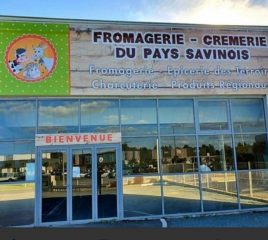 FROMAGERIE - CREMERIE
DU PAYS SAVINOIS
Fromagerie - Epicerie des Terroirs
Charcuterie - Produits Régionaux
BIENVENUE